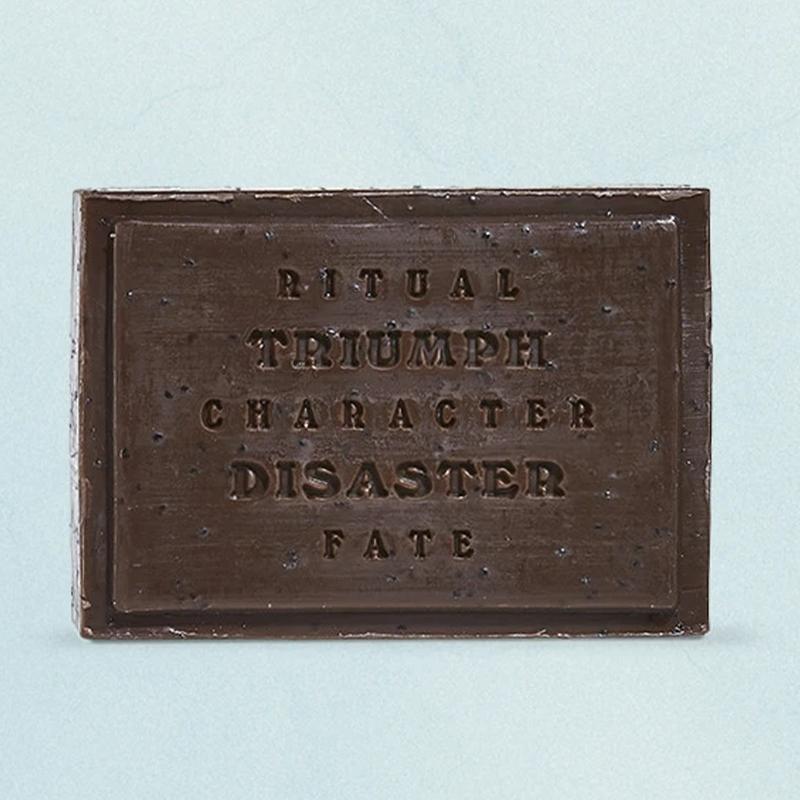 RITUAL
TRIUMPH
CHARACTER
DISASTER
FATE